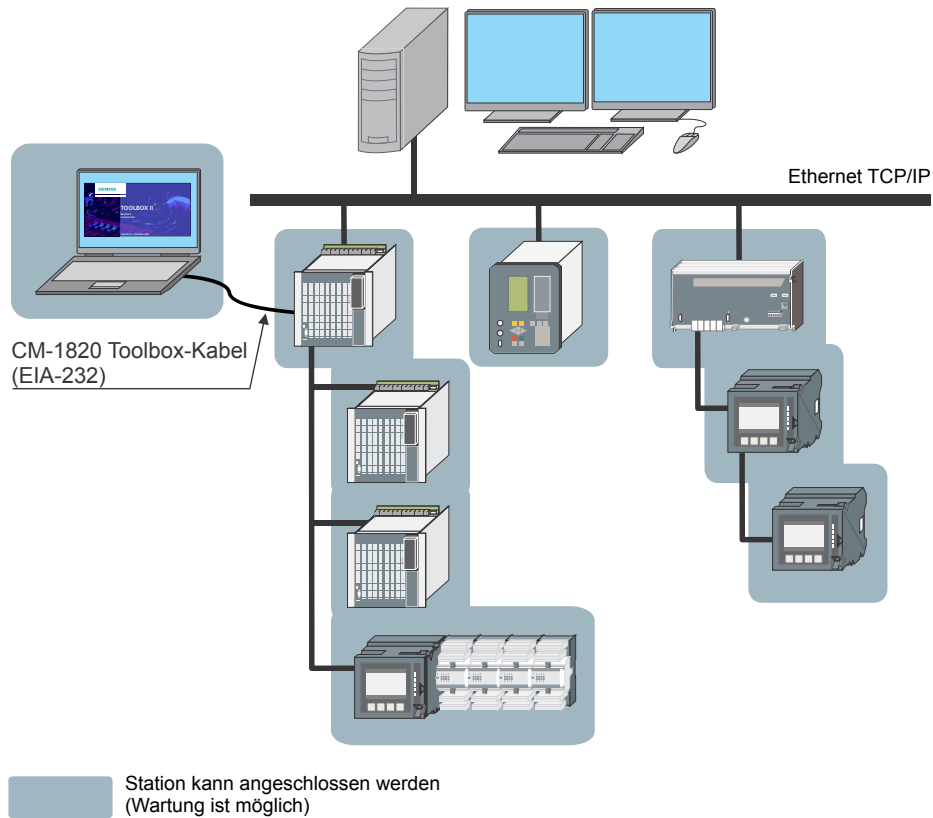 Ethernet TCP/IP
SIEMENS
TOOLBOX II
CM-1820 Toolbox-Kabel
(EIA-232)
Station kann angeschlossen werden
(Wartung ist möglich)